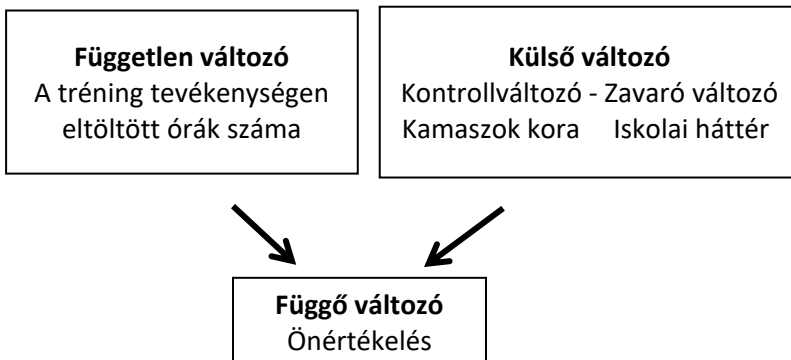 Független változó
A tréning tevékenységen
eltöltött órák száma
Külső változó
Kontrollváltozó - Zavaró változó
Kamaszok kora Iskolai háttér
Függő változó
Önértékelés